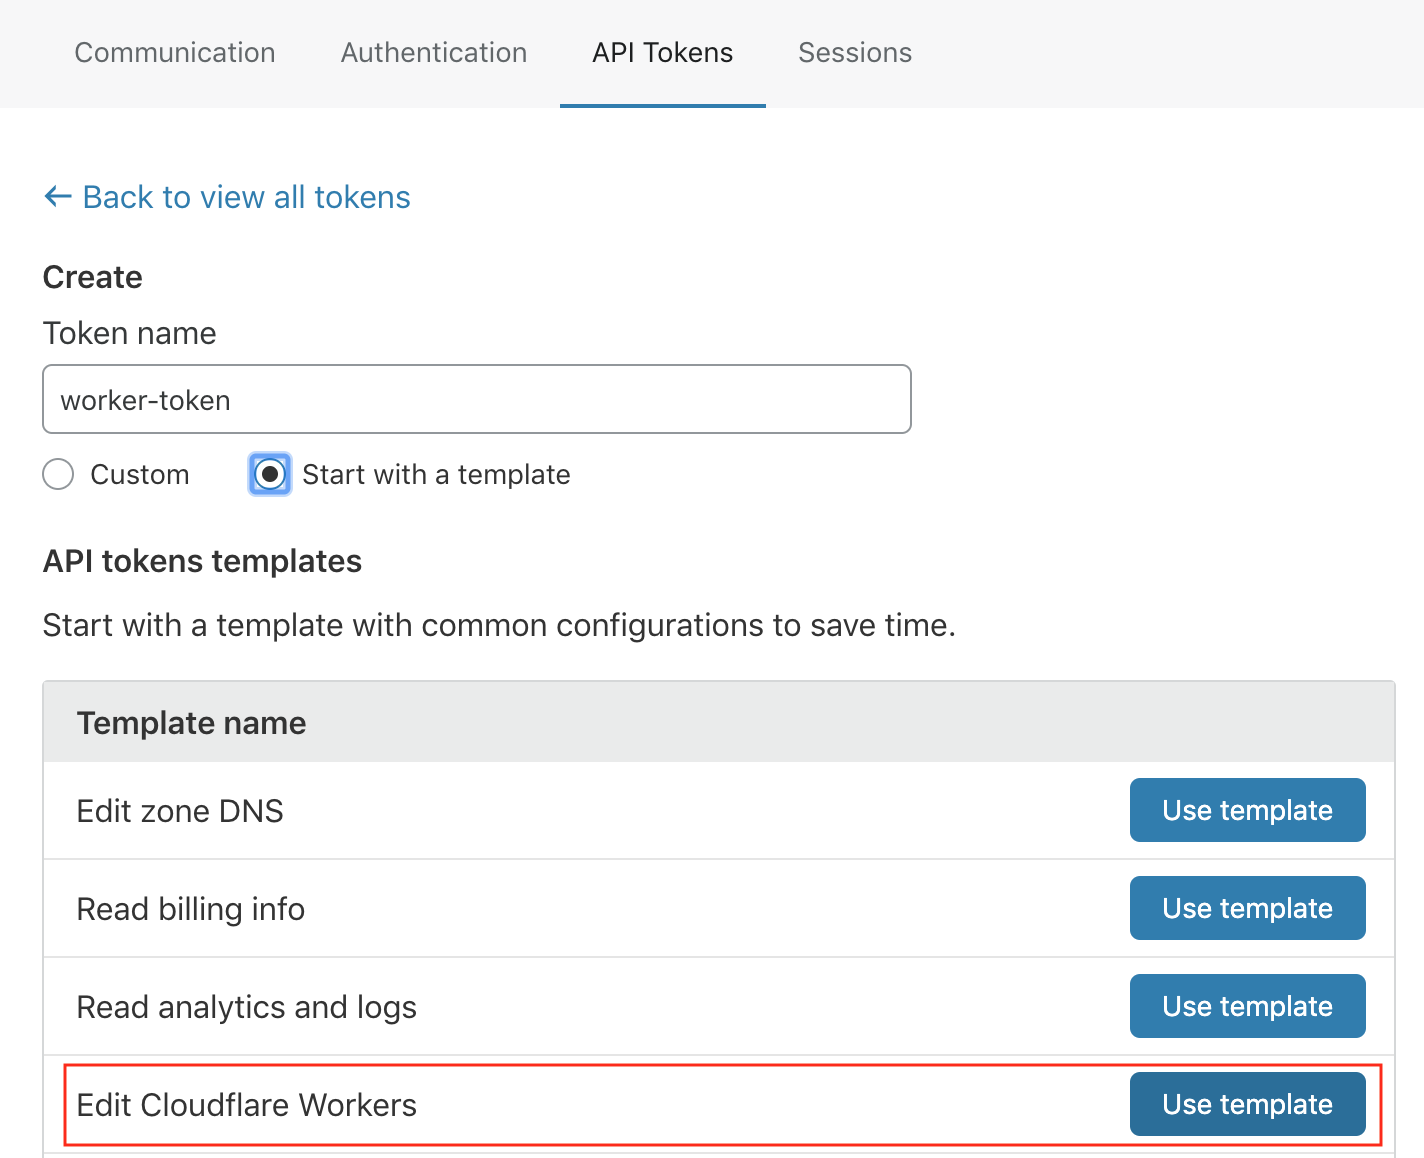 Communication Authentication API Tokens Sessions
← Back to view all tokens
Create
Token name
worker-token
Custom Start with a template
API tokens templates
Start with a template with common configurations to save time.
Template name
Edit zone DNS Use template
Read billing info Use template
Read analytics and logs Use template
Edit Cloudflare Workers Use template